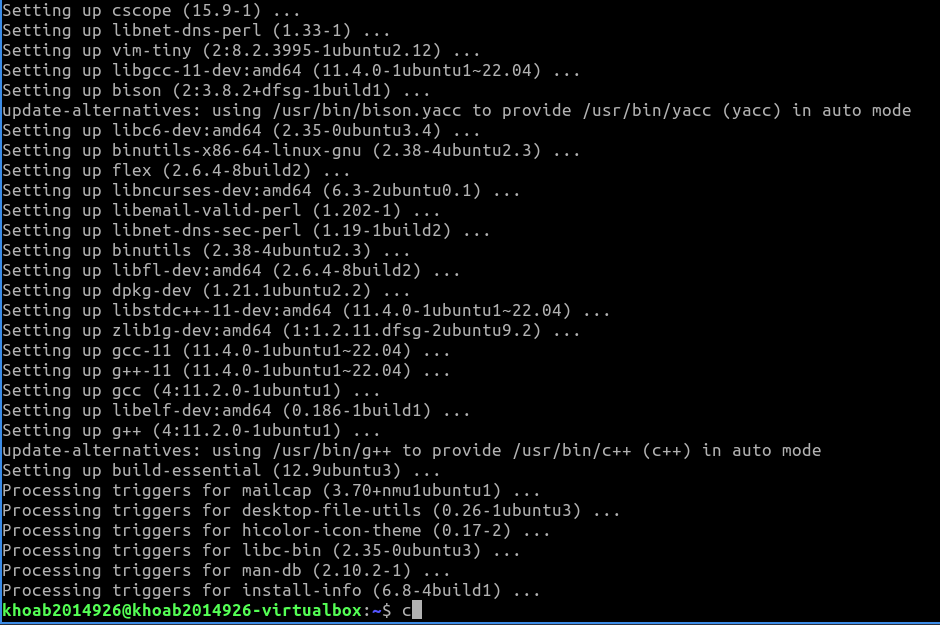 Setting up cscope (15.9-1) ...
Setting up libnet-dns-perl (1.33-1) ...
Setting up vim-tiny (2:8.2.3995-1ubuntu2.12) ...
Setting up libgcc-11-dev:amd64 (11.4.0-1ubuntu1~22.04) ...
Setting up bison (2:3.8.2+dfsg-1build1) ...
update-alternatives: using /usr/bin/bison.yacc to provide /usr/bin/yacc (yacc) in auto mode
Setting up libc6-dev:amd64 (2.35-0ubuntu3.4) ...
Setting up binutils-x86-64-linux-gnu (2.38-4ubuntu2.3) ...
Setting up flex (2.6.4-8build2) ...
Setting up libncurses-dev:amd64 (6.3-2ubuntu0.1) ...
Setting up libemail-valid-perl (1.202-1) ...
Setting up libnet-dns-sec-perl (1.19-1build2) ...
Setting up binutils (2.38-4ubuntu2.3) ...
Setting up libfl-dev:amd64 (2.6.4-8build2) ...
Setting up dpkg-dev (1.21.1ubuntu2.2) ...
Setting up libstdc++-11-dev:amd64 (11.4.0-1ubuntu1~22.04) ...
Setting up zlib1g-dev:amd64 (1:1.2.11.dfsg-2ubuntu9.2) ...
Setting up gcc-11 (11.4.0-1ubuntu1~22.04) ...
Setting up g++-11 (11.4.0-1ubuntu1~22.04) ...
Setting up gcc (4:11.2.0-1ubuntu1) ...
Setting up libelf-dev:amd64 (0.186-1build1) ...
Setting up g++ (4:11.2.0-1ubuntu1) ...
update-alternatives: using /usr/bin/g++ to provide /usr/bin/c++ (c++) in auto mode
Setting up build-essential (12.9ubuntu3) ...
Processing triggers for mailcap (3.70+nmu1ubuntu1) ...
Processing triggers for desktop-file-utils (0.26-1ubuntu3) ...
Processing triggers for hicolor-icon-theme (0.17-2) ...
Processing triggers for libc-bin (2.35-0ubuntu3) ...
Processing triggers for man-db (2.10.2-1) ...
Processing triggers for install-info (6.8-4build1) ...
khoab2014926@khoab2014926-virtualbox:~$ c